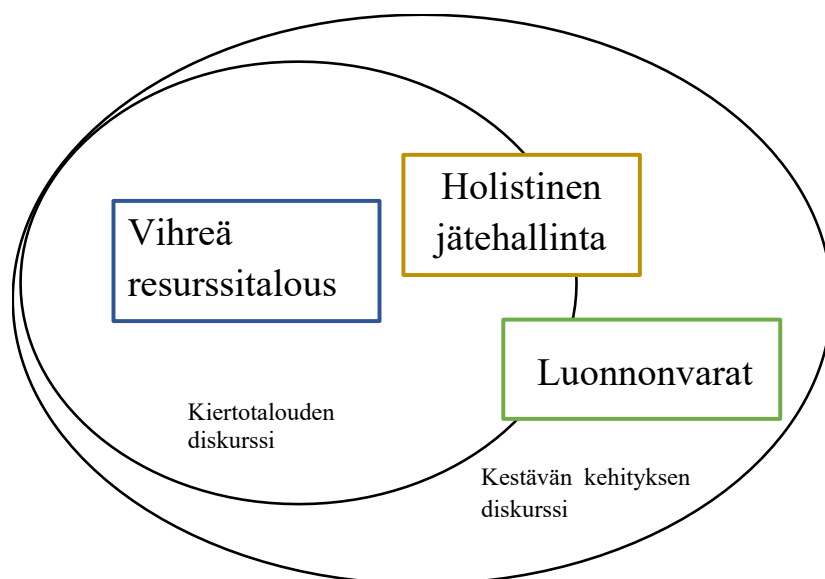 Holistinen
jätehallinta
Vihreä
resurssitalous
Luonnonvarat
Kiertotalouden
diskurssi
Kestävän kehityksen
diskurssi